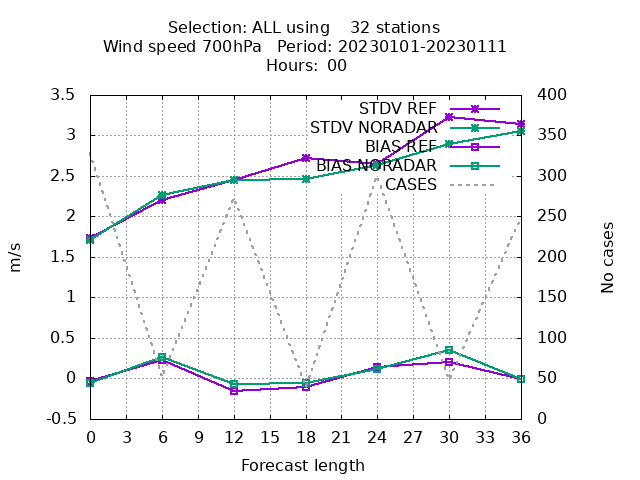 Selection: ALL using    32 stations
Wind speed 700hPa   Period: 20230101-20230111
Hours: 00
STDV REF
STDV NORADAR
BIAS REF
BIAS NORADAR
CASES
3.5
3
2.5
2
1.5
1
0.5
0
-0.5
400
350
300
250
200
150
100
50
0
m/s
No cases
0 3 6 9 12 15 18 21 24 27 30 33 36
Forecast length